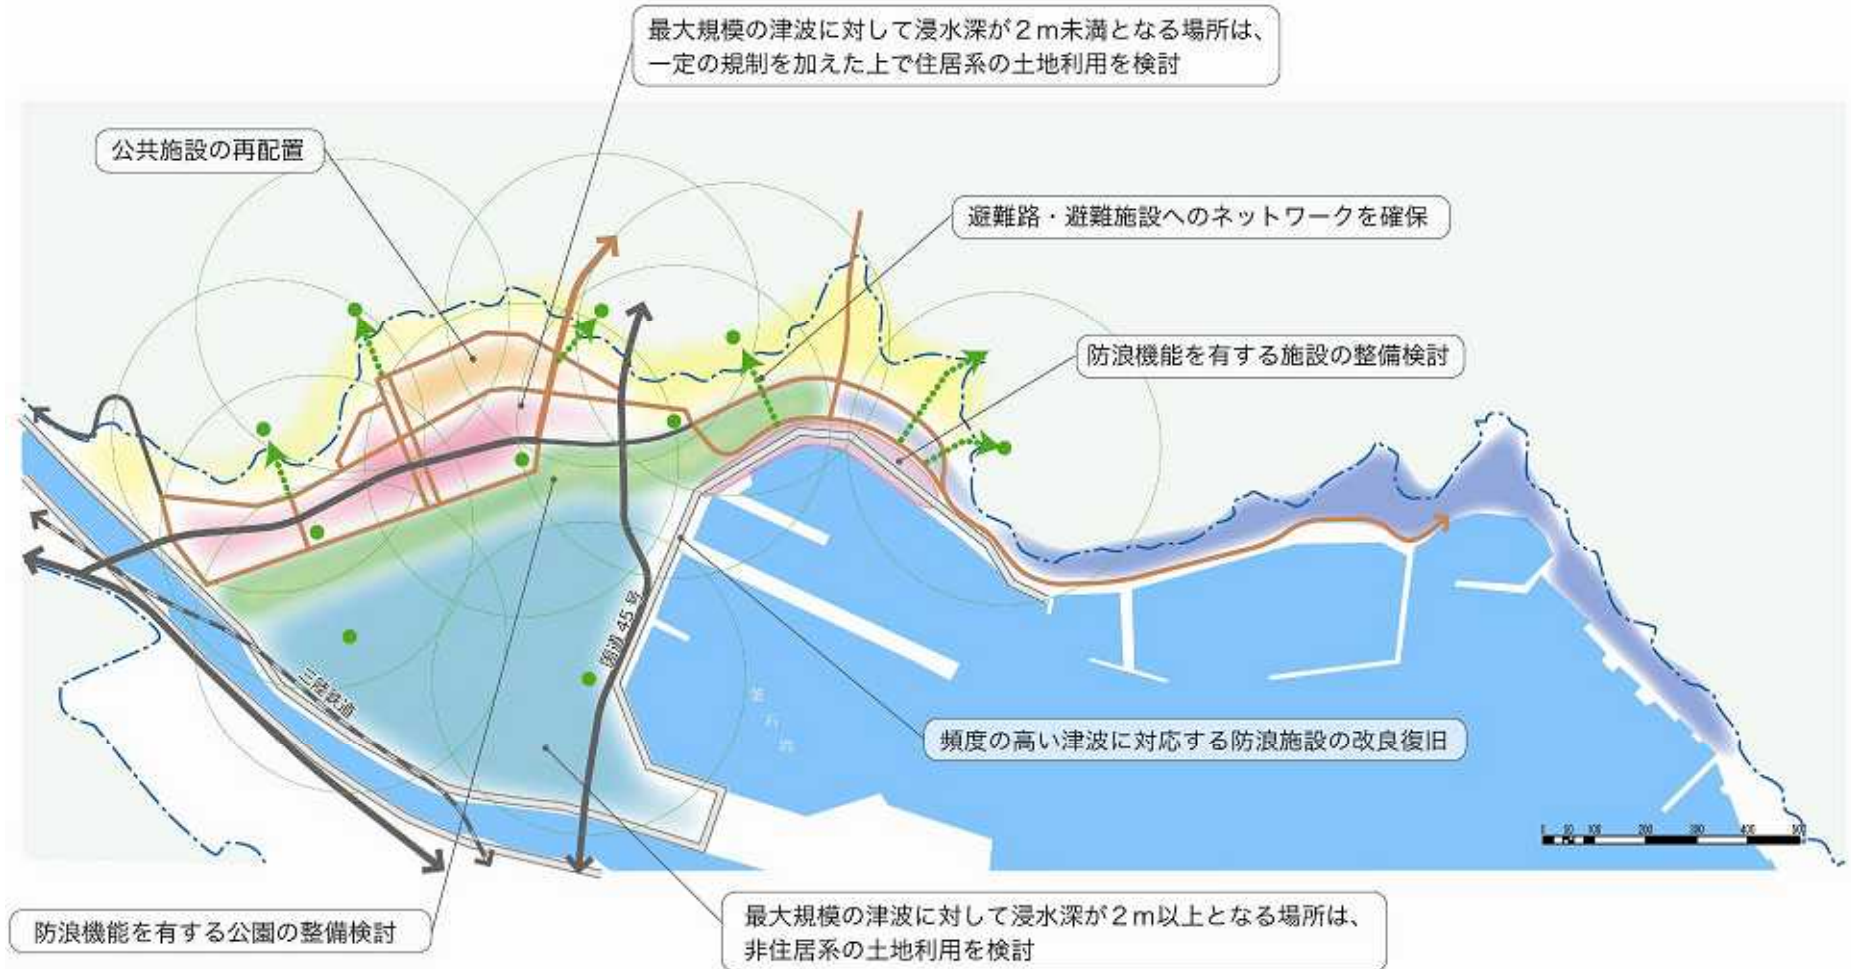 最大規模の津波に対して浸水深が２ｍ未満となる場所は、
一定の規制を加えた上で住居系の土地利用を検討
公共施設の再配置
避難路・避難施設へのネットワークを確保
防浪機能を有する施設の整備検討
国道45号
三陸鉄道
頻度の高い津波に対応する防浪施設の改良復旧
0 50 100 200 300 400 500
防浪機能を有する公園の整備検討
最大規模の津波に対して浸水深が２ｍ以上となる場所は、
非住居系の土地利用を検討